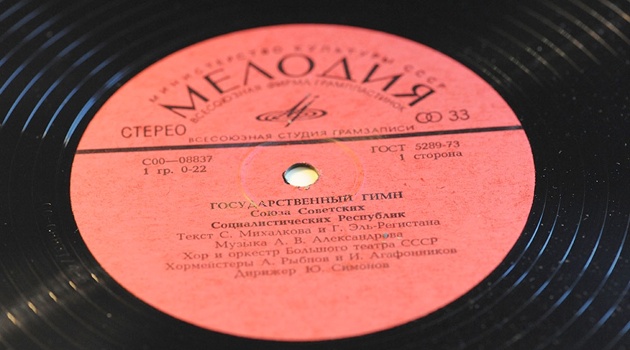 МИНИСТЕРСТВО КУЛЬТУРЫ СССР
МЕЛОДИЯ
ВСЕСОЮЗНАЯ ФИРМА ГРАМПЛАСТИНОК
СТЕРЕО 33
ВСЕСОЮЗНАЯ СТУДИЯ ГРАМЗАПИСИ
С00—08837 ГОСТ 5289-73
1 гр. 0-22 1 сторона
ГОСУДАРСТВЕННЫЙ ГИМН
Союза Советских
Социалистических Республик
Текст С. Михалкова и Г. Эль-Регистана
Музыка А. В. Александрова
Хор и оркестр Большого театра СССР
Хормейстеры А. Рыбнов и И. Агафонников
Дирижер Ю. Симонов